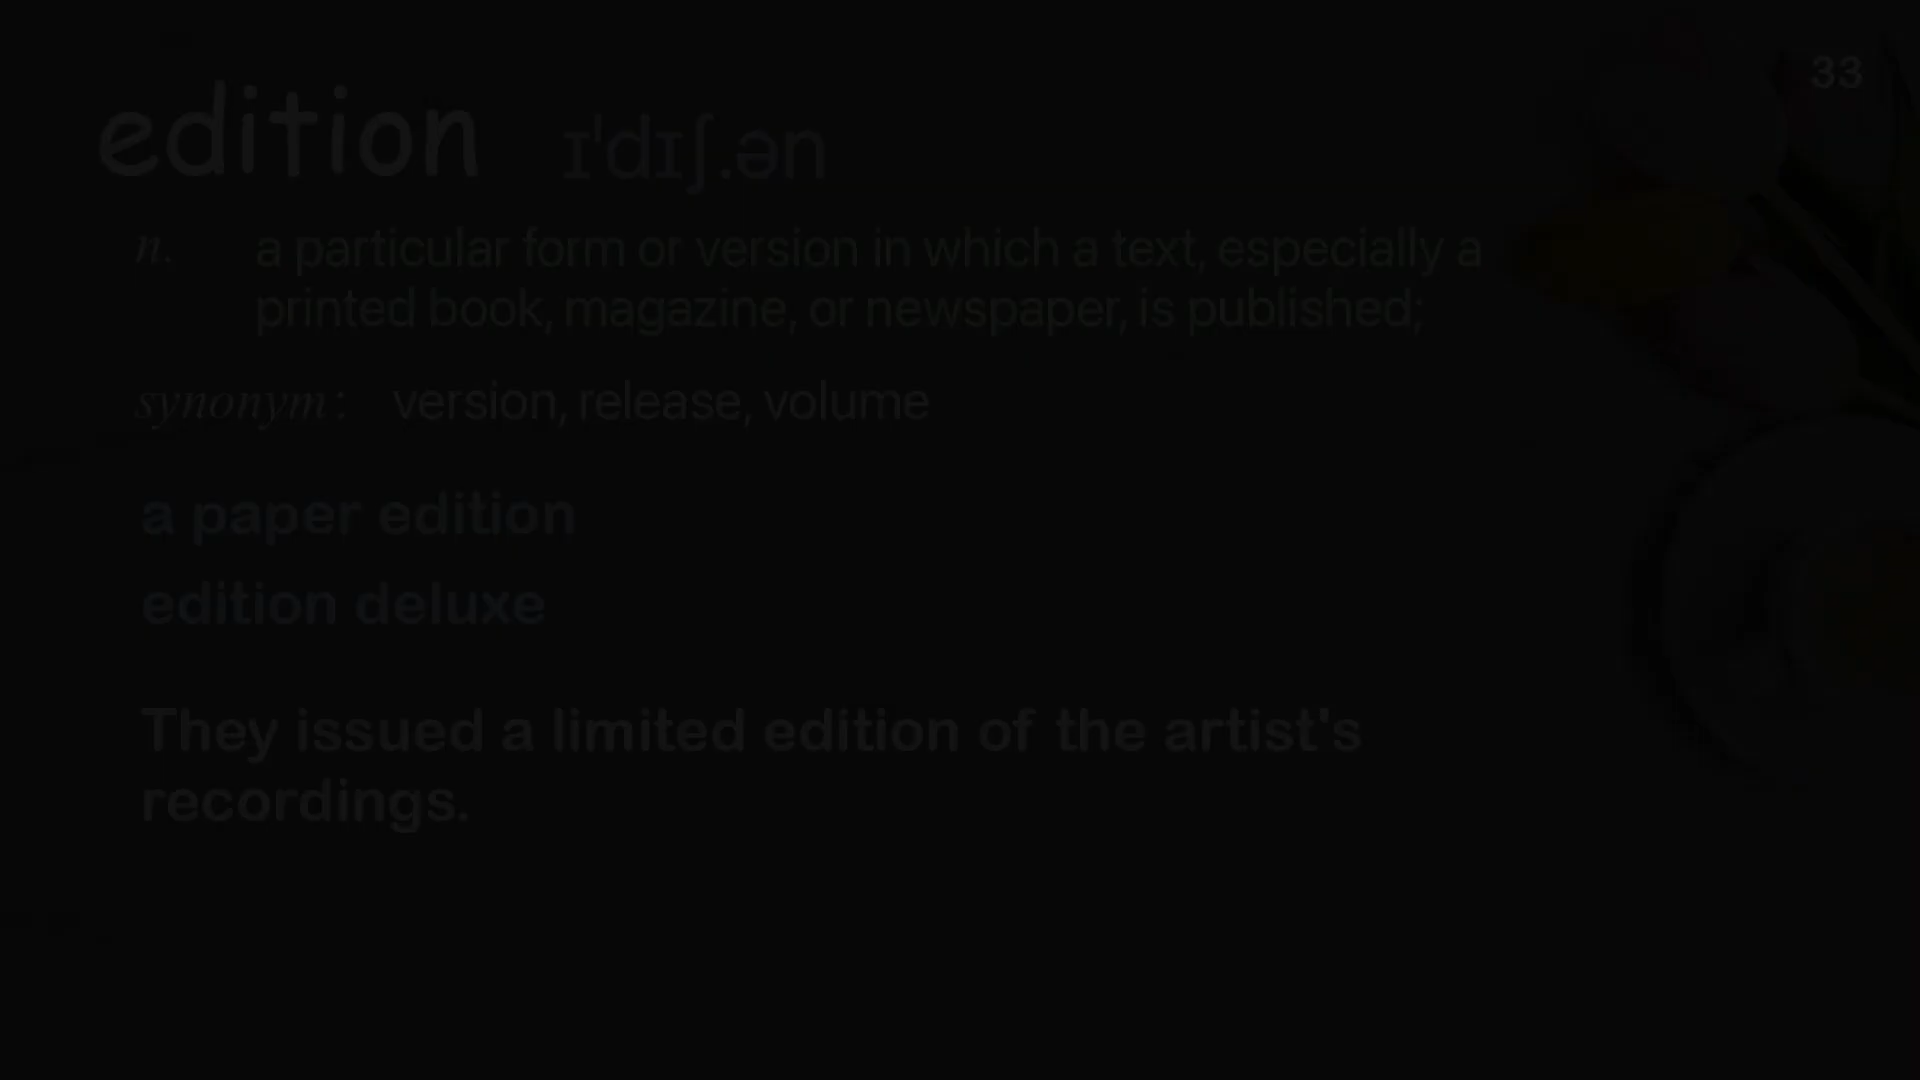 33
edition ɪˈdɪʃ.ən
n. a particular form or version in which a text, especially a
printed book, magazine, or newspaper, is published;
synonym: version, release, volume
a paper edition
edition deluxe
They issued a limited edition of the artist's
recordings.